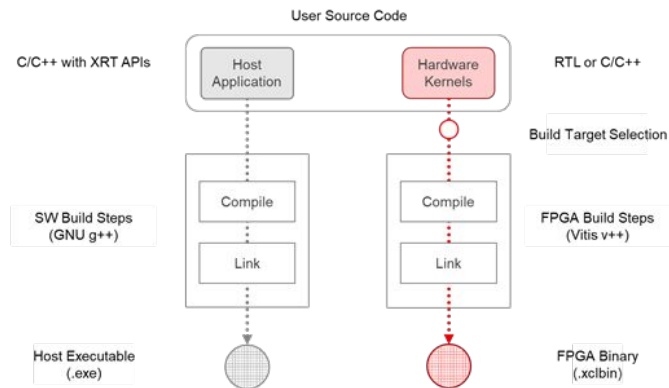 User Source Code
C/C++ with XRT APIs
Host
Application
Hardware
Kernels
RTL or C/C++
Build Target Selection
SW Build Steps
(GNU g++)
Compile
Link
Compile
Link
FPGA Build Steps
(Vitis v++)
Host Executable
(.exe)
FPGA Binary
(.xclbin)